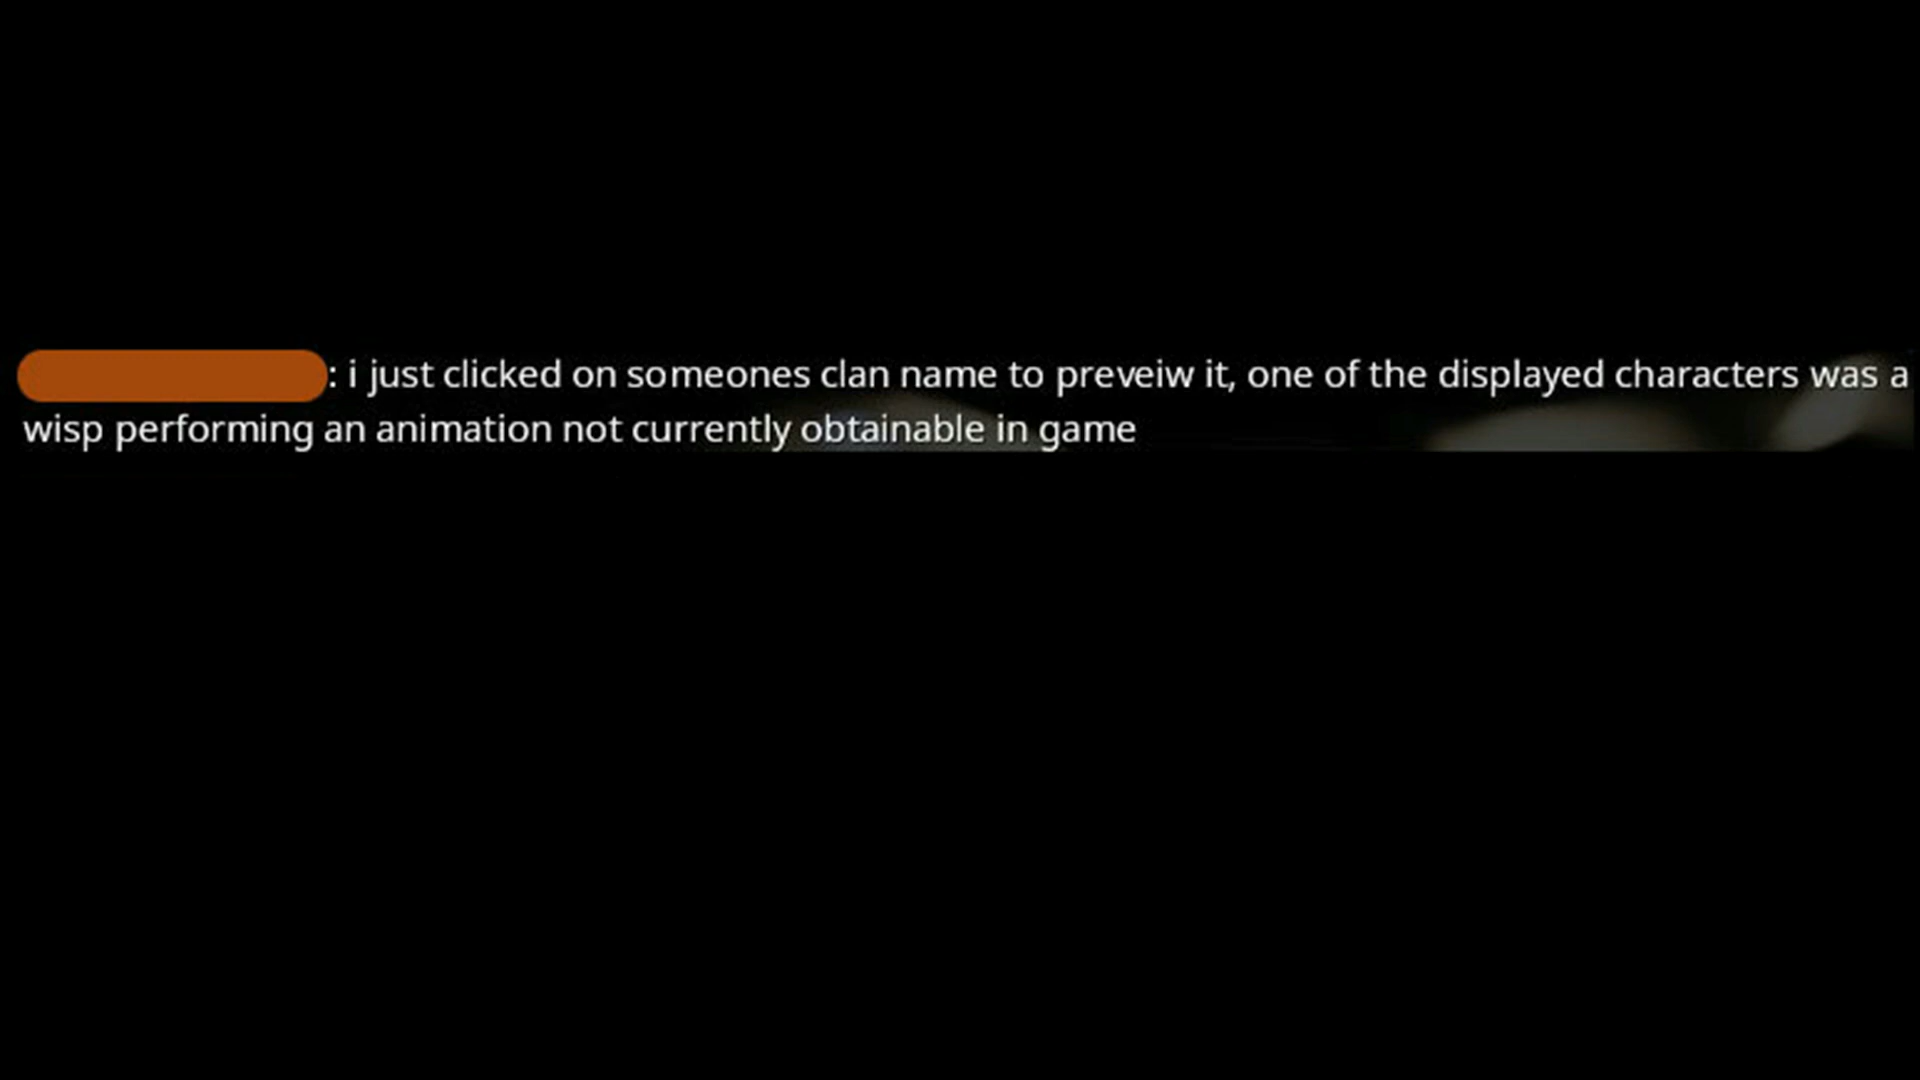 : i just clicked on someones clan name to preveiw it, one of the displayed characters was a
wisp performing an animation not currently obtainable in game